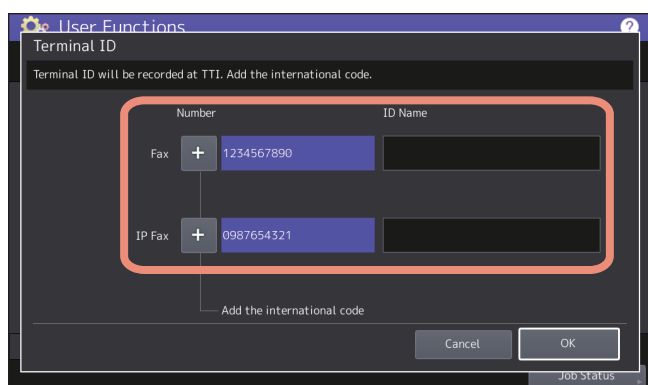 User Functions
?
Terminal ID
Terminal ID will be recorded at TTI. Add the international code.
Number ID Name
Fax + 1234567890
IP Fax + 0987654321
Add the international code
Cancel OK
Job Status